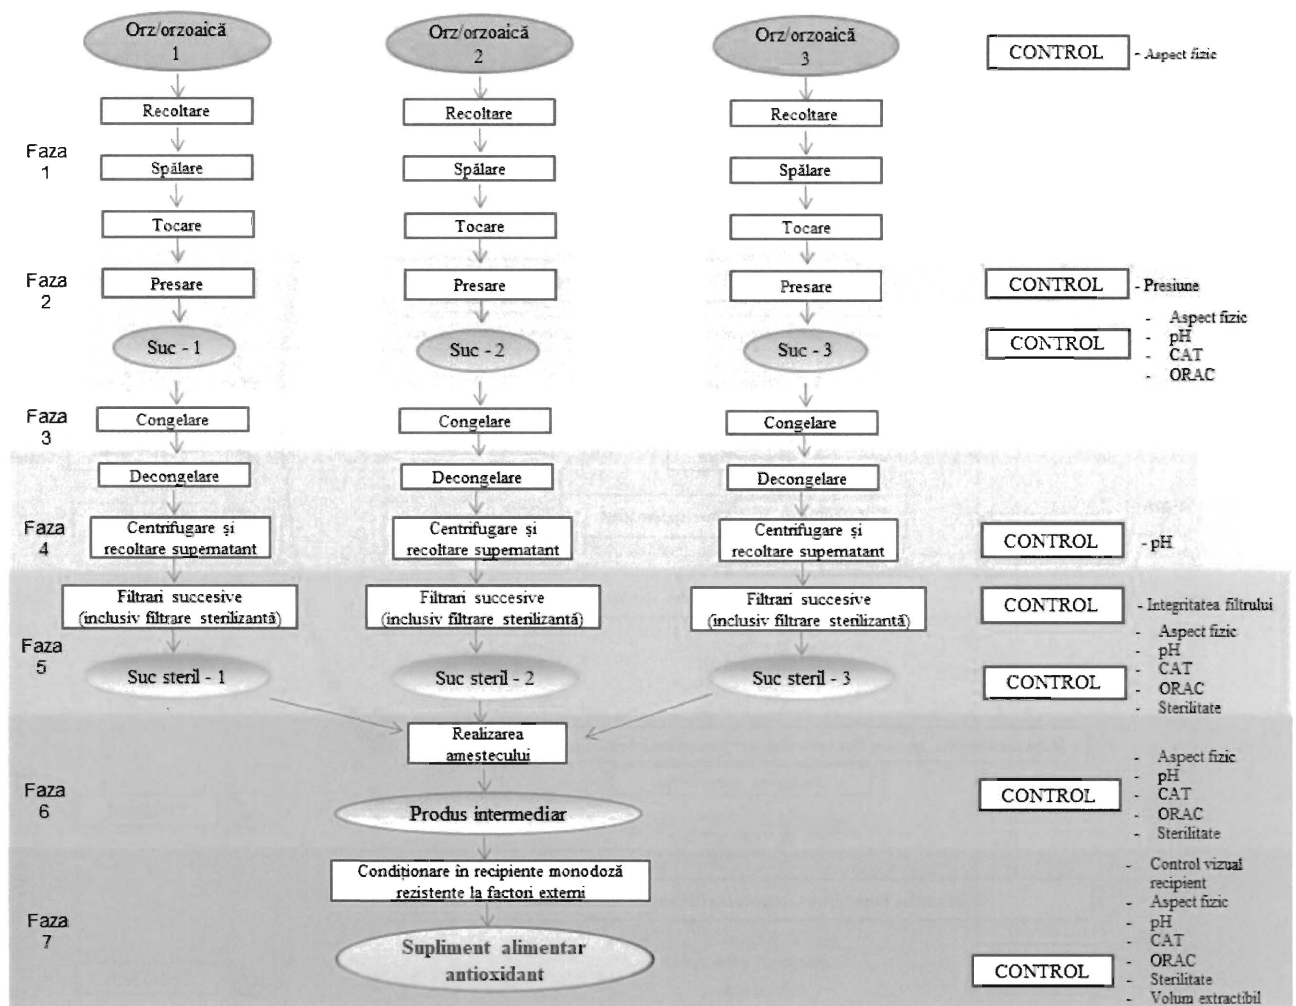 Orz/orzoaică
1
Orz/orzoaică
2
Orz/orzoaică
3
CONTROL
- Aspect fizic
Recoltare
Recoltare
Recoltare
Faza
1
Spălare
Spălare
Spălare
Tocare
Tocare
Tocare
Faza
2
Presare
Presare
Presare
CONTROL
- Presiune
Suc - 1
Suc - 2
Suc - 3
CONTROL
- Aspect fizic
- pH
- CAT
- ORAC
Faza
3
Congelare
Congelare
Congelare
Decongelare
Decongelare
Decongelare
Faza
4
Centrifugare și
recoltare supernatant
Centrifugare și
recoltare supernatant
Centrifugare și
recoltare supernatant
CONTROL
- pH
Filtrari succesive
(inclusiv filtrare sterilizantă)
Filtrari succesive
(inclusiv filtrare sterilizantă)
Filtrari succesive
(inclusiv filtrare sterilizantă)
CONTROL
- Integritatea filtrului
Faza
5
Suc steril - 1
Suc steril - 2
Suc steril - 3
CONTROL
- Aspect fizic
- pH
- CAT
- ORAC
- Sterilitate
Realizarea
amestecului
Faza
6
Produs intermediar
CONTROL
- Aspect fizic
- pH
- CAT
- ORAC
- Sterilitate
Condiționare în recipiente monodoză
rezistente la factori externi
Faza
7
Supliment alimentar
antioxidant
CONTROL
- Control vizual
recipient
- Aspect fizic
- pH
- CAT
- ORAC
- Sterilitate
- Volum extractibil